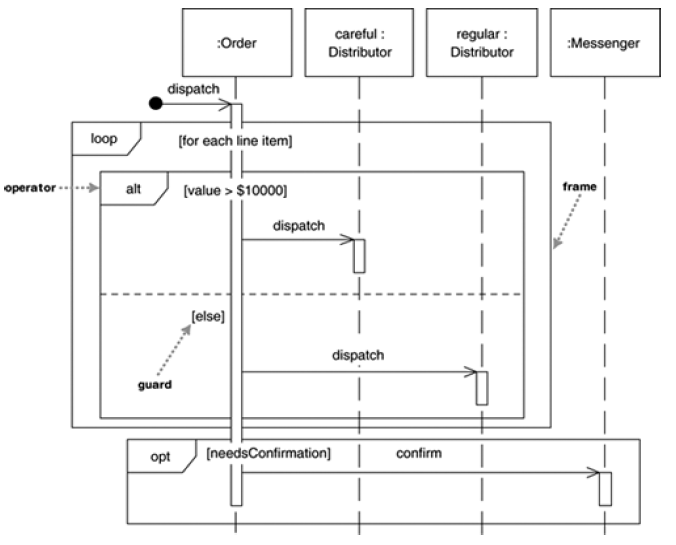 :Order
careful :
Distributor
regular :
Distributor
:Messenger
dispatch
loop
[for each line item]
operator
alt
[value > $10000]
frame
dispatch
[else]
dispatch
guard
opt
[needsConfirmation]
confirm